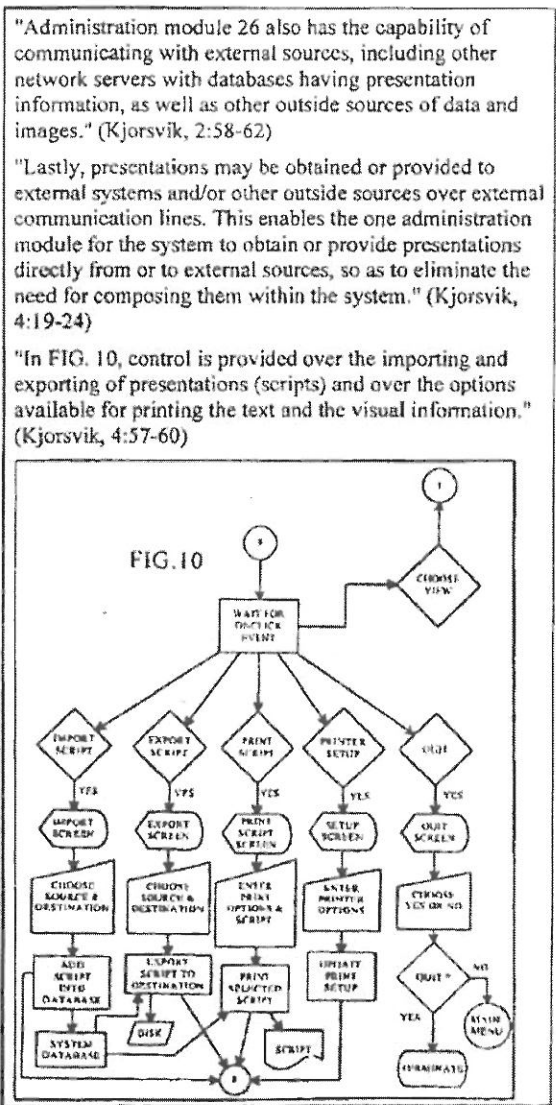 "Administration module 26 also has the capability of
communicating with external sources, including other
network servers with databases having presentation
information, as well as other outside sources of data and
images." (Kjorsvik, 2:58-62)
"Lastly, presentations may be obtained or provided to
external systems and/or other outside sources over external
communication lines. This enables the one administration
module for the system to obtain or provide presentations
directly from or to external sources, so as to eliminate the
need for composing them within the system." (Kjorsvik,
4:19-24)
"In FIG. 10, control is provided over the importing and
exporting of presentations (scripts) and over the options
available for printing the text and the visual information."
(Kjorsvik, 4:57-60)
FIG.10
CHOOSE
VIEW
WAIT FOR
ONCLICK
EVENT
IMPORT
SCRIPT
EXPORT
SCRIPT
PRINT
SCRIPT
PRINTER
SETUP
QUIT
YES
YES
YES
YES
YES
IMPORT
SCREEN
EXPORT
SCREEN
PRINT
SCRIPT
SCREEN
SETUP
SCREEN
QUIT
SCREEN
CHOOSE
SOURCE &
DESTINATION
CHOOSE
SOURCE &
DESTINATION
ENTER
PRINT
OPTIONS &
SCRIPT
ENTER
PRINTER
OPTIONS
CHOOSE
YES OR NO
ADD
SCRIPT
INTO
DATABASE
EXPORT
SCRIPT TO
DESTINATION
PRINT
SELECTED
SCRIPT
UPDATE
PRINT
SETUP
QUIT ?
NO
YES
MAIN
MENU
SYSTEM
DATABASE
DISK
SCRIPT
TERMINATE